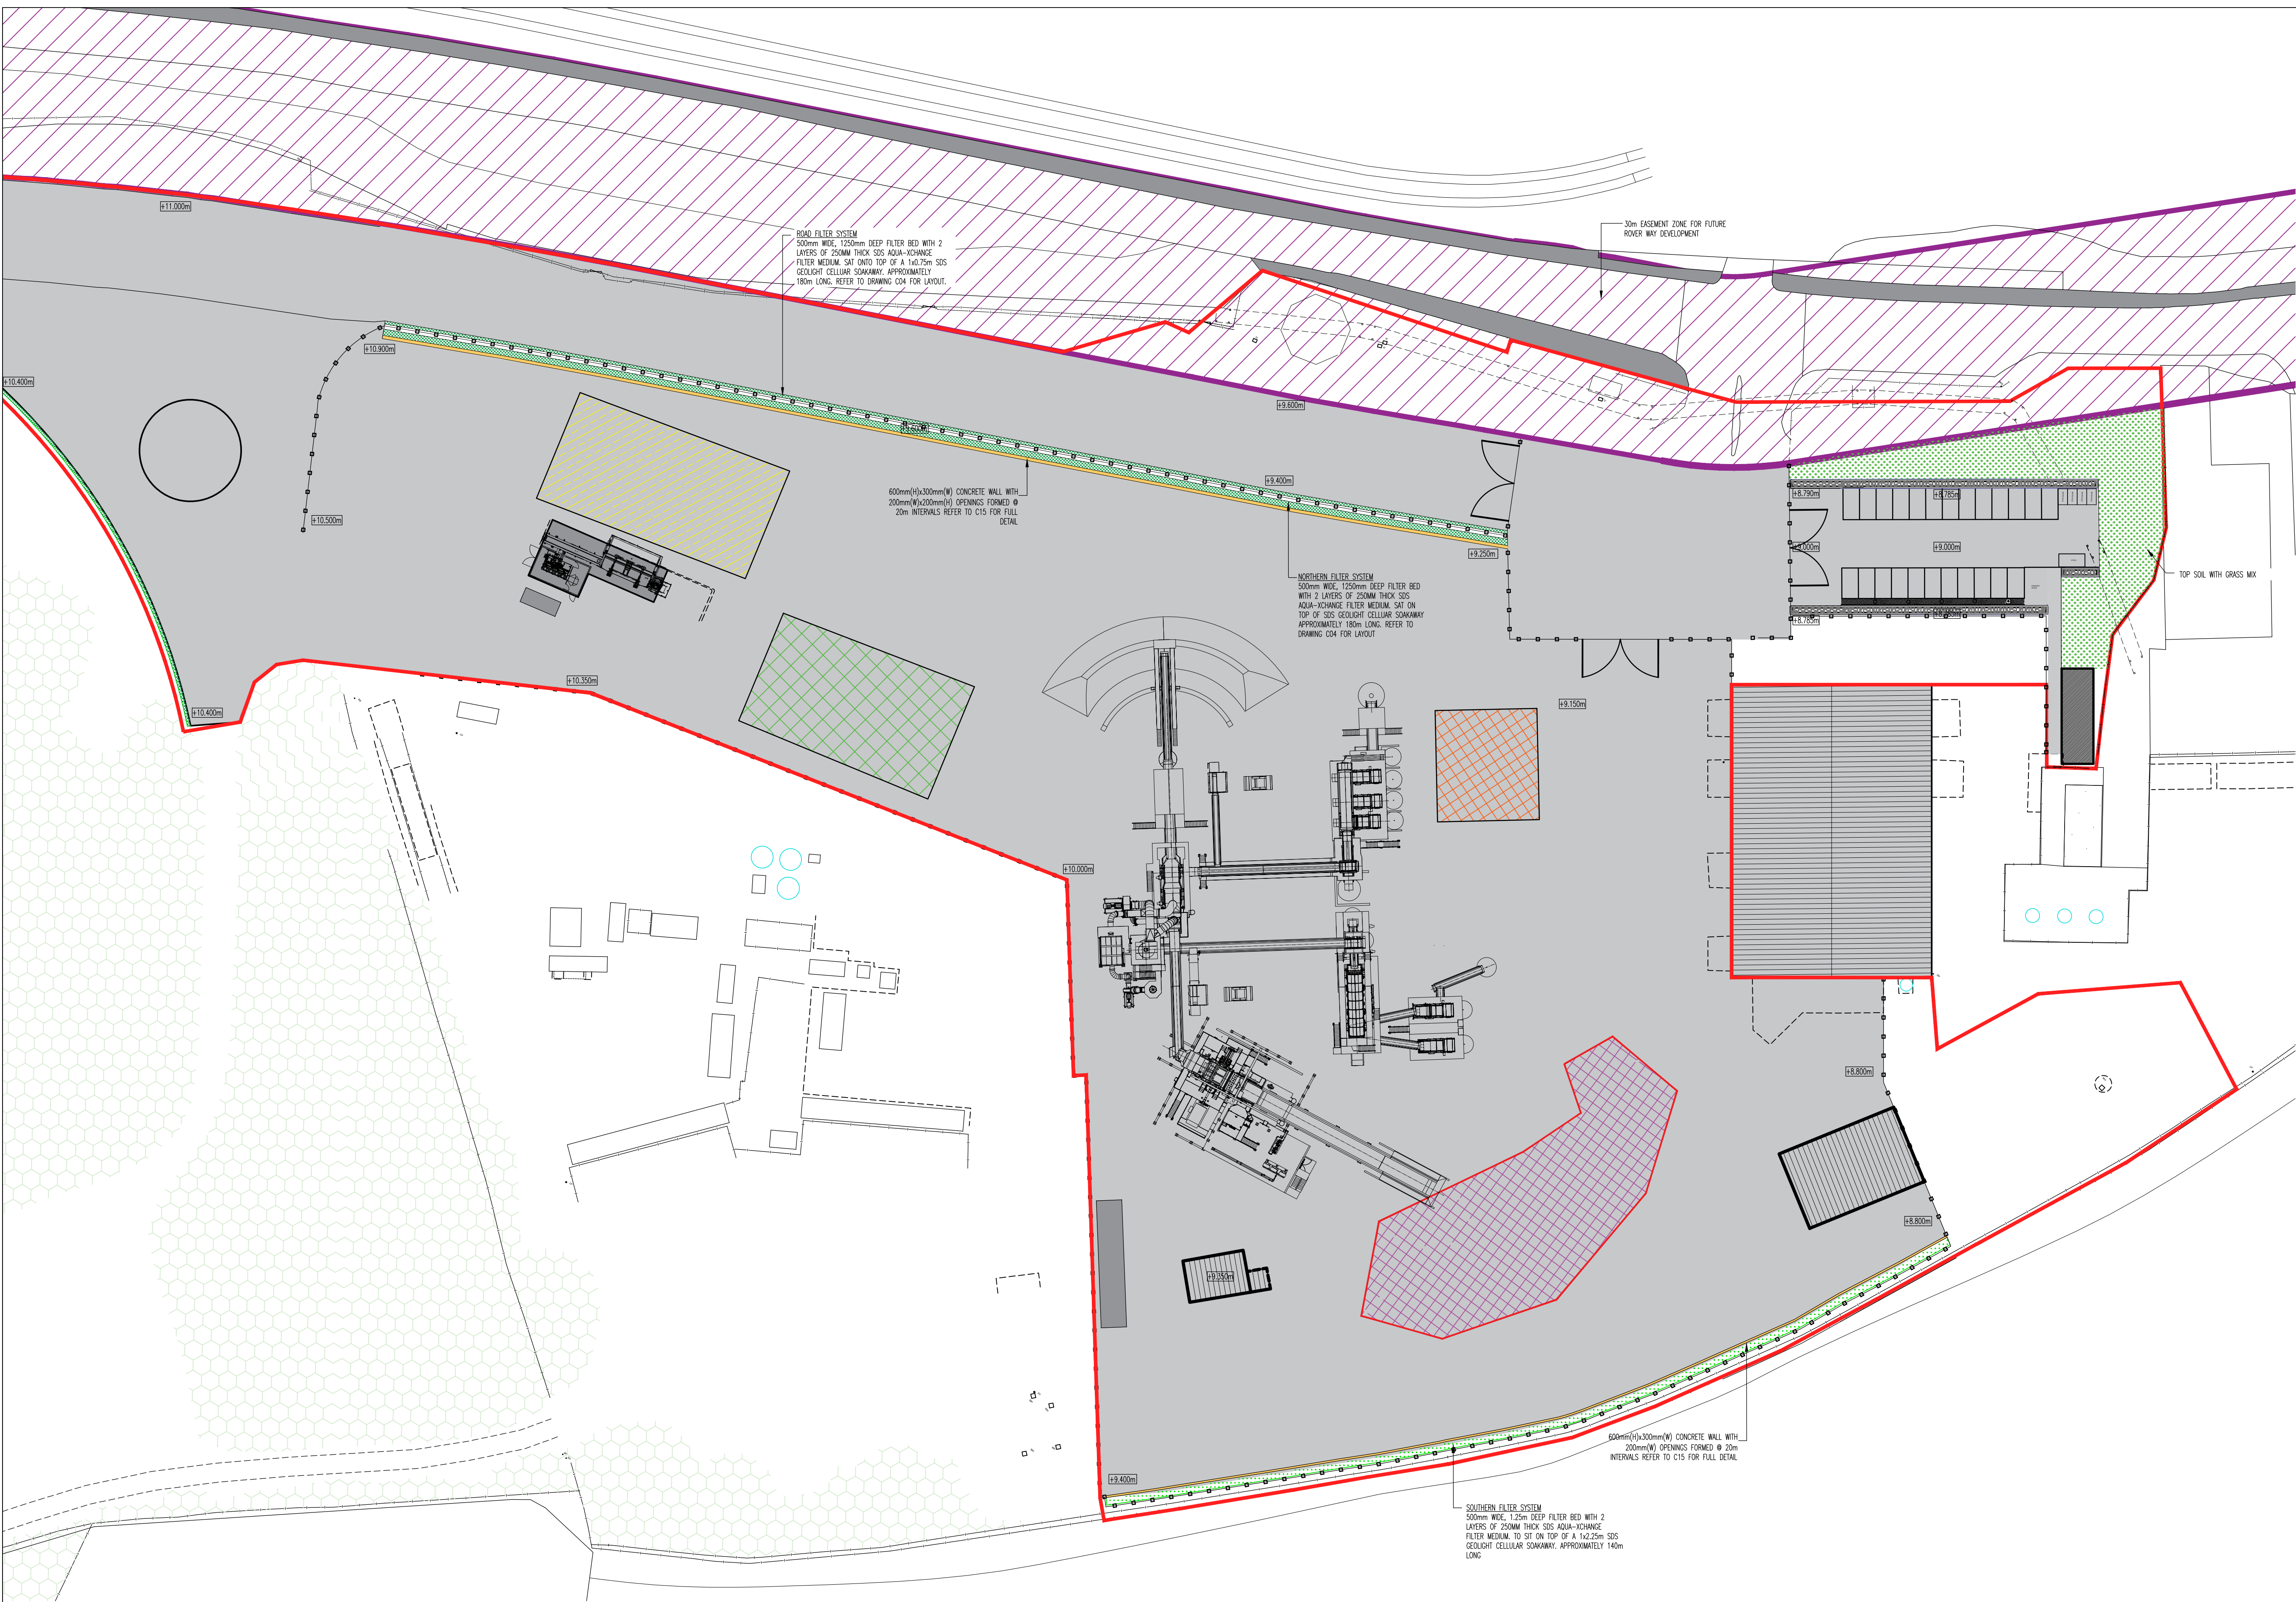 +11.000m
ROAD FILTER SYSTEM
500mm WIDE, 1250mm DEEP FILTER BED WITH 2
LAYERS OF 250MM THICK SDS AQUA-XCHANGE
FILTER MEDIUM. SAT ONTO TOP OF A 1x0.75m SDS
GEOLIGHT CELLUAR SOAKAWAY. APPROXIMATELY
180m LONG. REFER TO DRAWING C04 FOR LAYOUT.
30m EASEMENT ZONE FOR FUTURE
ROVER WAY DEVELOPMENT
+10.900m
+10.400m
+9.600m
+9.400m
600mm(H)x300mm(W) CONCRETE WALL WITH
200mm(W)x200mm(H) OPENINGS FORMED @
20m INTERVALS REFER TO C15 FOR FULL
DETAIL
+10.500m
+9.250m
+8.790m
+8.785m
+9.000m
+9.000m
NORTHERN FILTER SYSTEM
500mm WIDE, 1250mm DEEP FILTER BED
WITH 2 LAYERS OF 250MM THICK SDS
AQUA-XCHANGE FILTER MEDIUM. SAT ON
TOP OF SDS GEOLIGHT CELLUAR SOAKAWAY
APPROXIMATELY 180m LONG. REFER TO
DRAWING C04 FOR LAYOUT
TOP SOIL WITH GRASS MIX
+8.785m
+10.350m
+10.400m
+9.150m
+10.000m
+8.800m
+8.800m
+9.350m
600mm(H)x300mm(W) CONCRETE WALL WITH
200mm(W) OPENINGS FORMED @ 20m
INTERVALS REFER TO C15 FOR FULL DETAIL
+9.400m
SOUTHERN FILTER SYSTEM
500mm WIDE, 1.25m DEEP FILTER BED WITH 2
LAYERS OF 250MM THICK SDS AQUA-XCHANGE
FILTER MEDIUM. TO SIT ON TOP OF A 1x2.25m SDS
GEOLIGHT CELLULAR SOAKAWAY. APPROXIMATELY 140m
LONG